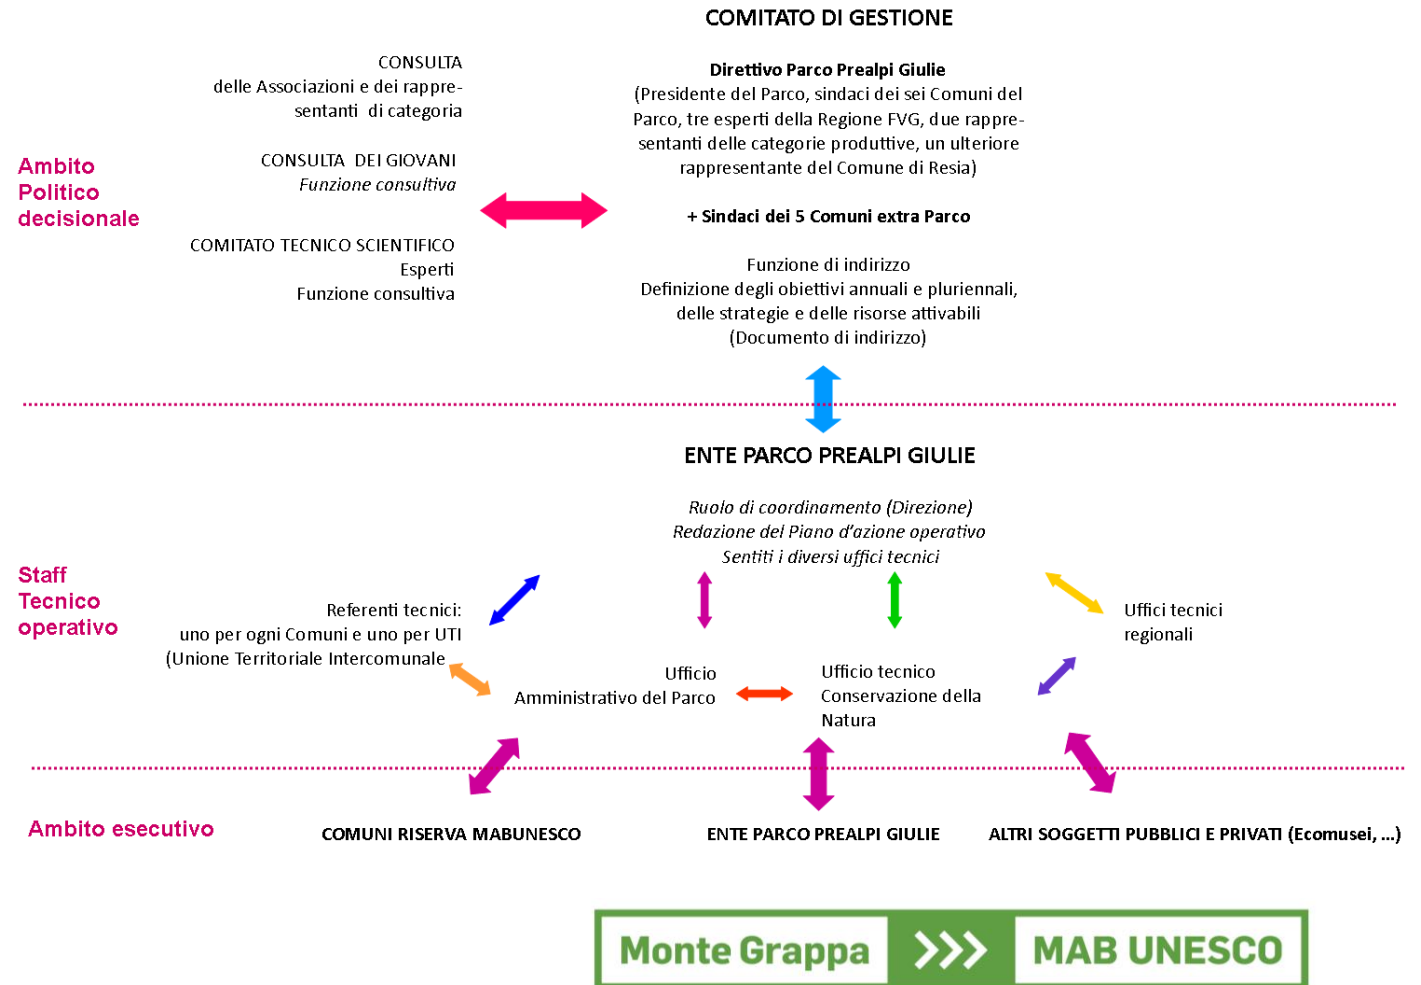 COMITATO DI GESTIONE
CONSULTA
delle Associazioni e dei rappre-
sentanti di categoria
CONSULTA DEI GIOVANI
Funzione consultiva
COMITATO TECNICO SCIENTIFICO
Esperti
Funzione consultiva
Direttivo Parco Prealpi Giulie
(Presidente del Parco, sindaci dei sei Comuni del
Parco, tre esperti della Regione FVG, due rappre-
sentanti delle categorie produttive, un ulteriore
rappresentante del Comune di Resia)
+ Sindaci dei 5 Comuni extra Parco
Funzione di indirizzo
Definizione degli obiettivi annuali e pluriennali,
delle strategie e delle risorse attivabili
(Documento di indirizzo)
Ambito
Politico
decisionale
ENTE PARCO PREALPI GIULIE
Ruolo di coordinamento (Direzione)
Redazione del Piano d'azione operativo
Sentiti i diversi uffici tecnici
Staff
Tecnico
operativo
Referenti tecnici:
uno per ogni Comuni e uno per UTI
(Unione Territoriale Intercomunale
Ufficio
Amministrativo del Parco
Ufficio tecnico
Conservazione della
Natura
Uffici tecnici
regionali
Ambito esecutivo
COMUNI RISERVA MABUNESCO
ENTE PARCO PREALPI GIULIE
ALTRI SOGGETTI PUBBLICI E PRIVATI (Ecomusei, ...)
Monte Grappa >>> MAB UNESCO